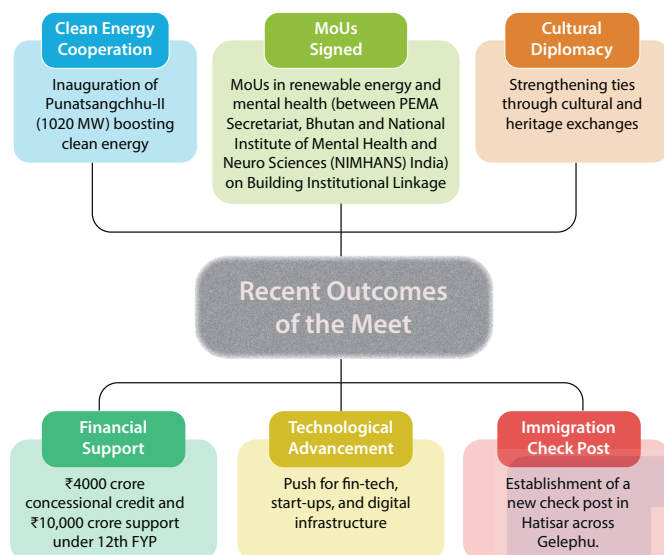 Clean Energy
Cooperation
Inauguration of
Punatsangchhu-II
(1020 MW) boosting
clean energy
MoUs
Signed
MoUs in renewable energy and
mental health (between PEMA
Secretariat, Bhutan and National
Institute of Mental Health and
Neuro Sciences (NIMHANS) India)
on Building Institutional Linkage
Cultural
Diplomacy
Strengthening ties
through cultural and
heritage exchanges
Recent Outcomes
of the Meet
Financial
Support
₹4000 crore
concessional credit and
₹10,000 crore support
under 12th FYP
Technological
Advancement
Push for fin-tech,
start-ups, and digital
infrastructure
Immigration
Check Post
Establishment of a
new check post in
Hatisar across
Gelephu.